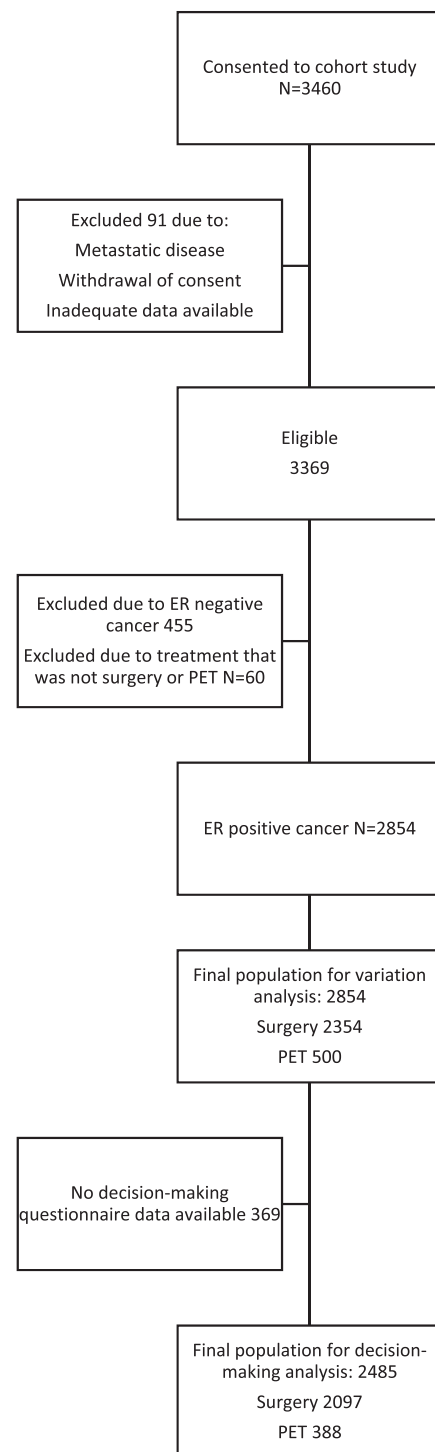 Consented to cohort study
N=3460
Excluded 91 due to:
Metastatic disease
Withdrawal of consent
Inadequate data available
Eligible
3369
Excluded due to ER negative
cancer 455
Excluded due to treatment that
was not surgery or PET N=60
ER positive cancer N=2854
Final population for variation
analysis: 2854
Surgery 2354
PET 500
No decision-making
questionnaire data available 369
Final population for decision-
making analysis: 2485
Surgery 2097
PET 388